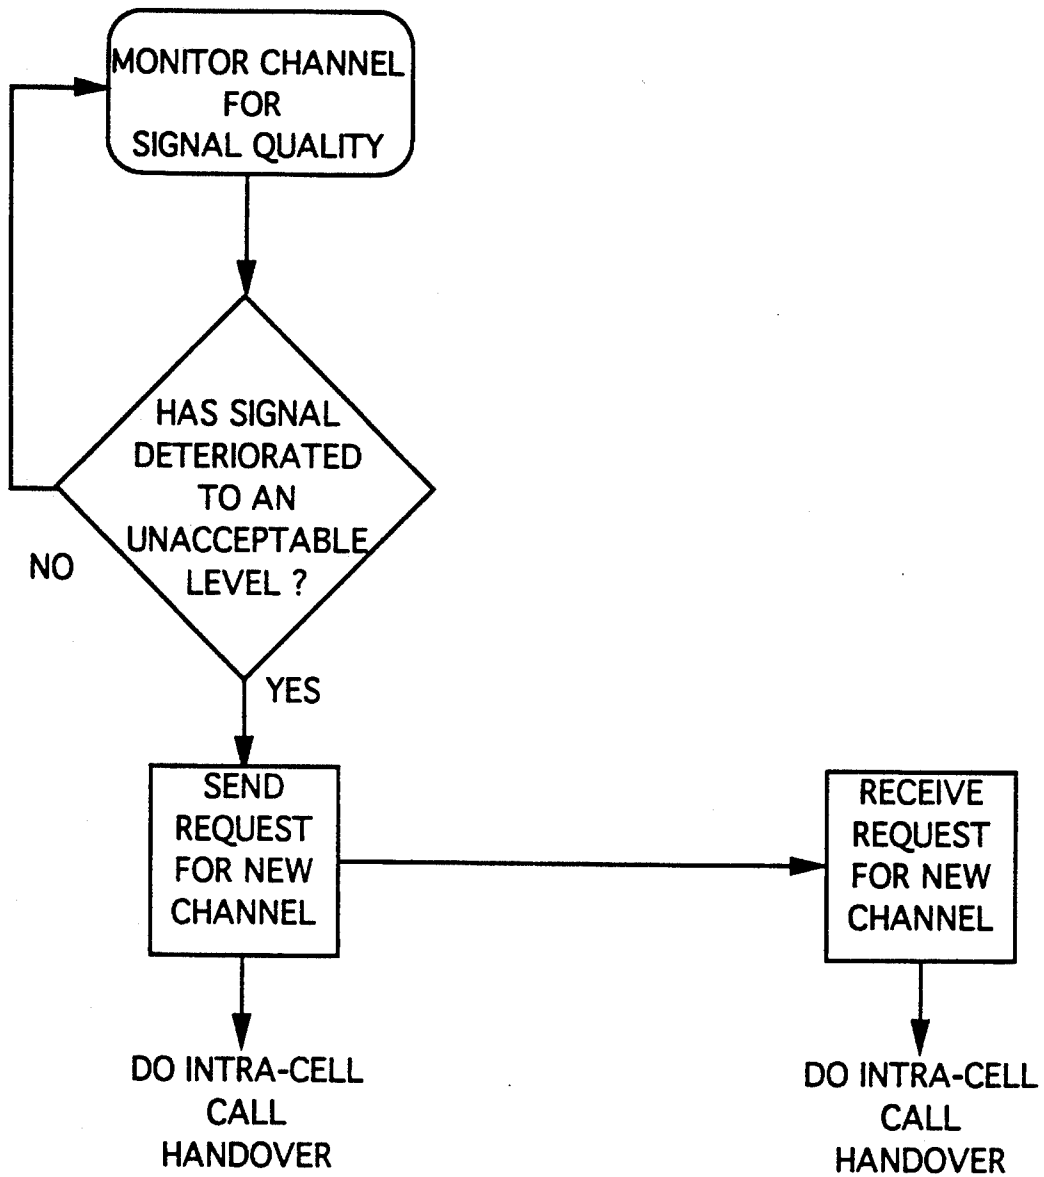 MONITOR CHANNEL
FOR
SIGNAL QUALITY
HAS SIGNAL
DETERIORATED
TO AN
UNACCEPTABLE
LEVEL ?
NO
YES
SEND
REQUEST
FOR NEW
CHANNEL
RECEIVE
REQUEST
FOR NEW
CHANNEL
DO INTRA-CELL
CALL
HANDOVER
DO INTRA-CELL
CALL
HANDOVER